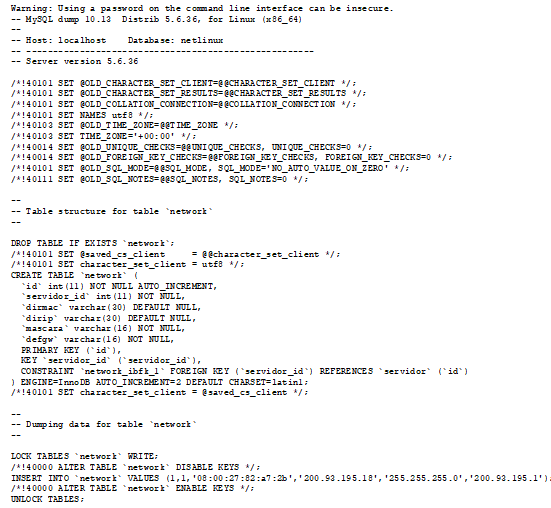 Warning: Using a password on the command line interface can be insecure.
-- MySQL dump 10.13  Distrib 5.6.36, for Linux (x86_64)
--
-- Host: localhost    Database: netlinux
-- ------------------------------------------------------
-- Server version 5.6.36

/*!40101 SET @OLD_CHARACTER_SET_CLIENT=@@CHARACTER_SET_CLIENT */;
/*!40101 SET @OLD_CHARACTER_SET_RESULTS=@@CHARACTER_SET_RESULTS */;
/*!40101 SET @OLD_COLLATION_CONNECTION=@@COLLATION_CONNECTION */;
/*!40101 SET NAMES utf8 */;
/*!40103 SET @OLD_TIME_ZONE=@@TIME_ZONE */;
/*!40103 SET TIME_ZONE='+00:00' */;
/*!40014 SET @OLD_UNIQUE_CHECKS=@@UNIQUE_CHECKS, UNIQUE_CHECKS=0 */;
/*!40014 SET @OLD_FOREIGN_KEY_CHECKS=@@FOREIGN_KEY_CHECKS, FOREIGN_KEY_CHECKS=0 */;
/*!40101 SET @OLD_SQL_MODE=@@SQL_MODE, SQL_MODE='NO_AUTO_VALUE_ON_ZERO' */;
/*!40111 SET @OLD_SQL_NOTES=@@SQL_NOTES, SQL_NOTES=0 */;

--
-- Table structure for table `network`
--

DROP TABLE IF EXISTS `network`;
/*!40101 SET @saved_cs_client     = @@character_set_client */;
/*!40101 SET character_set_client = utf8 */;
CREATE TABLE `network` (
  `id` int(11) NOT NULL AUTO_INCREMENT,
  `servidor_id` int(11) NOT NULL,
  `dirmac` varchar(30) DEFAULT NULL,
  `dirip` varchar(30) DEFAULT NULL,
  `mascara` varchar(16) NOT NULL,
  `defgw` varchar(16) NOT NULL,
  PRIMARY KEY (`id`),
  KEY `servidor_id` (`servidor_id`),
  CONSTRAINT `network_ibfk_1` FOREIGN KEY (`servidor_id`) REFERENCES `servidor` (`id`)
) ENGINE=InnoDB AUTO_INCREMENT=2 DEFAULT CHARSET=latin1;
/*!40101 SET character_set_client = @saved_cs_client */;

--
-- Dumping data for table `network`
--

LOCK TABLES `network` WRITE;
/*!40000 ALTER TABLE `network` DISABLE KEYS */;
INSERT INTO `network` VALUES (1,1,'08:00:27:82:a7:2b','200.93.195.18','255.255.255.0','200.93.195.1');
/*!40000 ALTER TABLE `network` ENABLE KEYS */;
UNLOCK TABLES;